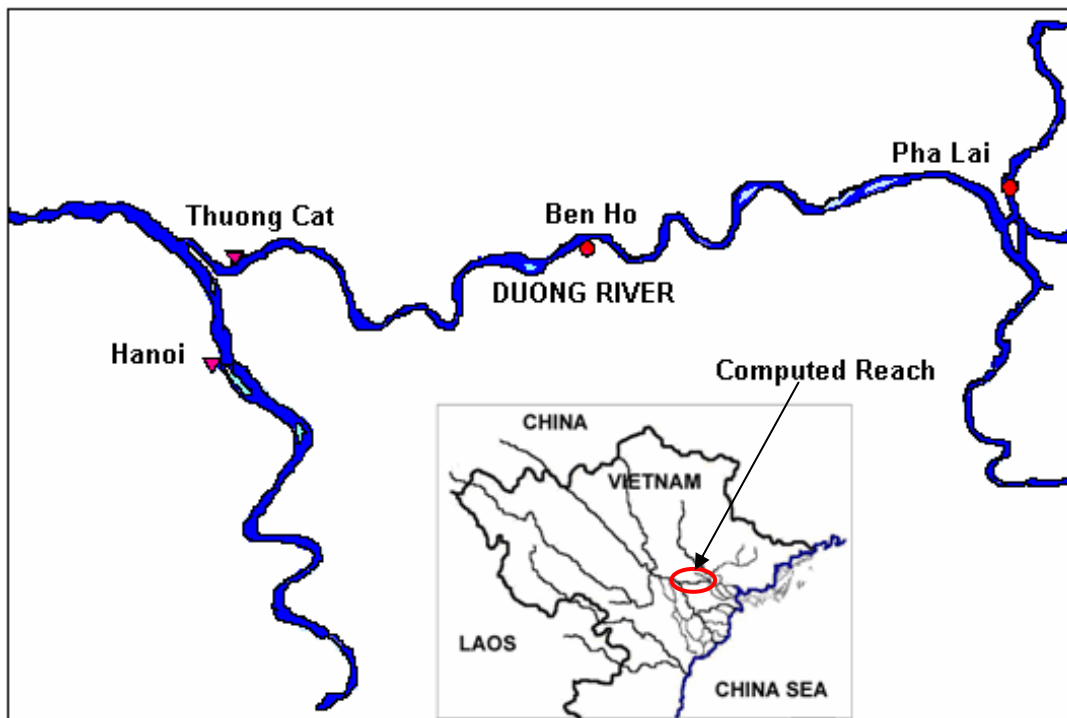 Pha Lai
Thuong Cat
Ben Ho
DUONG RIVER
Hanoi
Computed Reach
CHINA
VIETNAM
LAOS
CHINA SEA